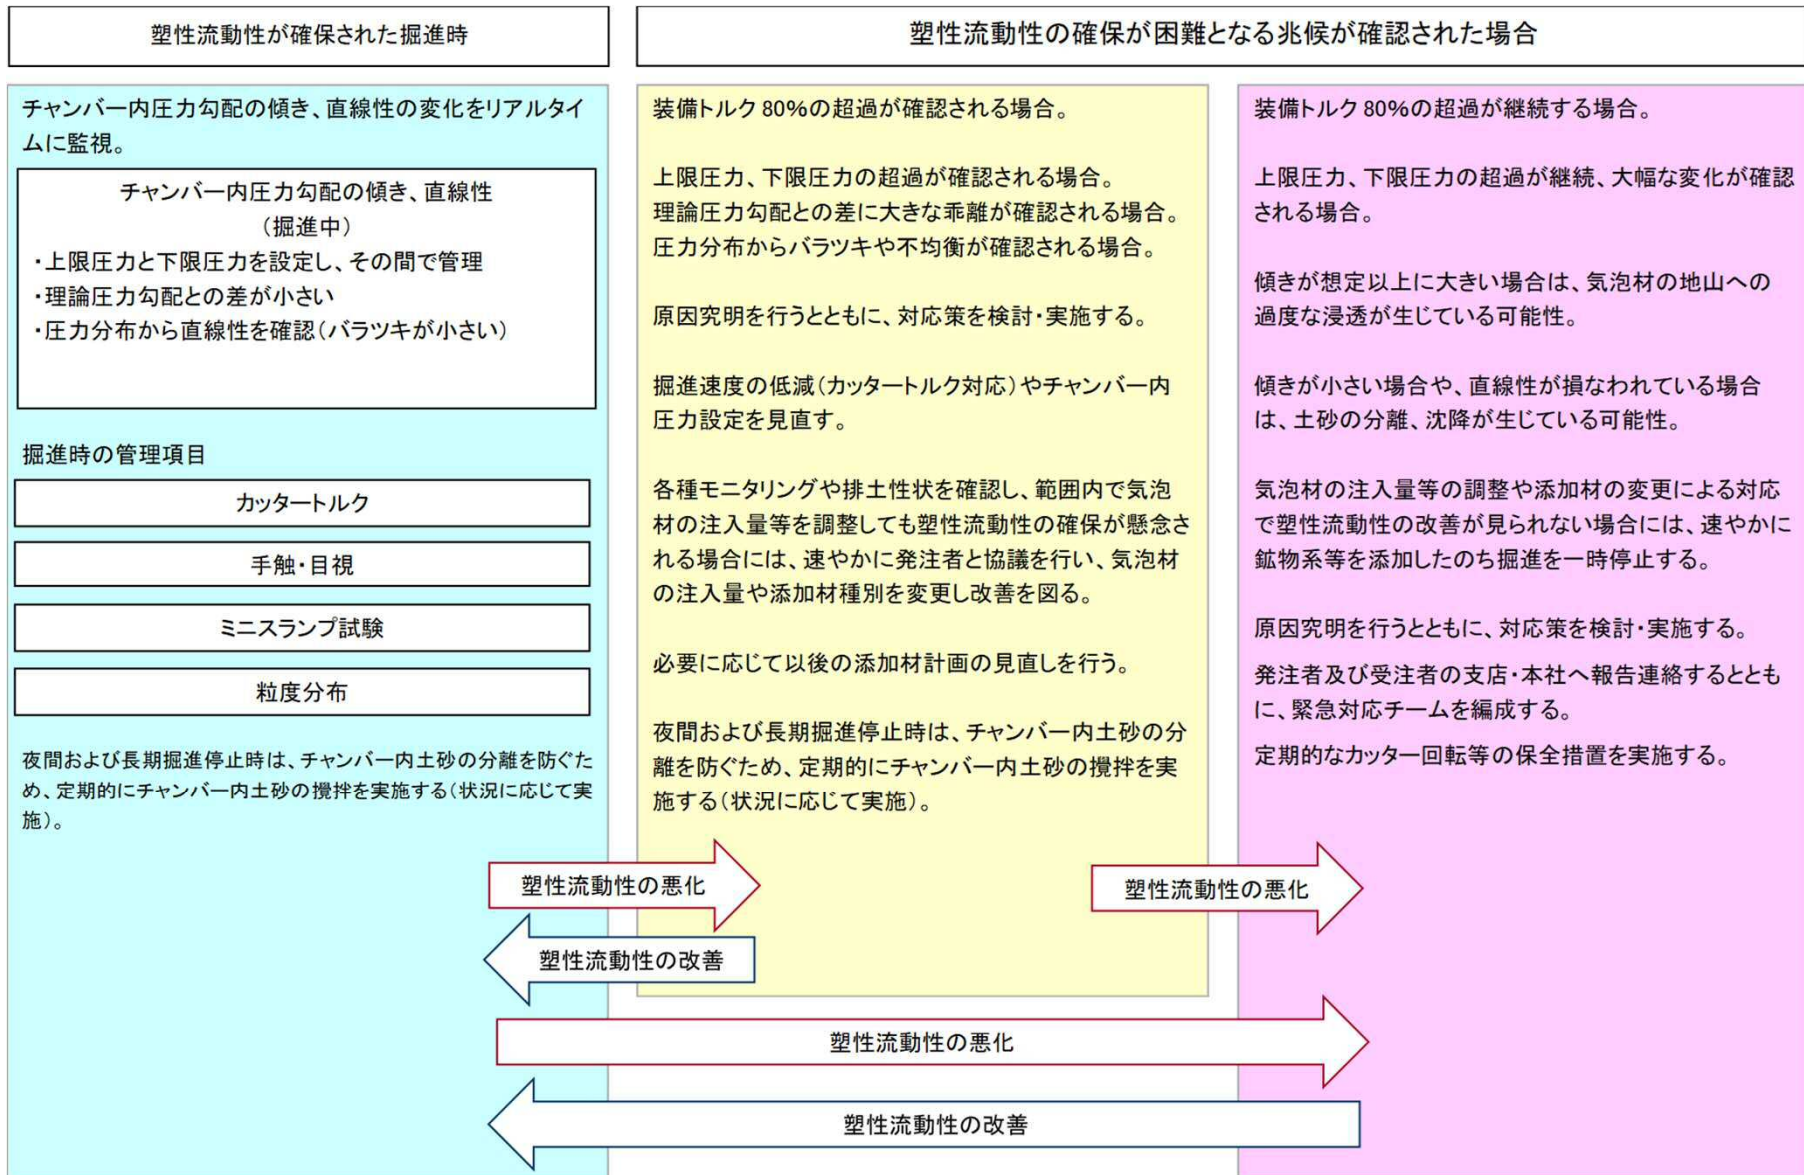 塑性流動性が確保された掘進時
塑性流動性の確保が困難となる兆候が確認された場合
チャンバー内圧力勾配の傾き、直線性の変化をリアルタイ
ムに監視。
チャンバー内圧力勾配の傾き、直線性
(掘進中)
・上限圧力と下限圧力を設定し、その間で管理
・理論圧力勾配との差が小さい
・圧力分布から直線性を確認(バラツキが小さい)
掘進時の管理項目
カッタートルク
手触・目視
ミニスランプ試験
粒度分布
夜間および長期掘進停止時は、チャンバー内土砂の分離を防ぐた
め、定期的にチャンバー内土砂の攪拌を実施する(状況に応じて実
施)。
装備トルク 80%の超過が確認される場合。
上限圧力、下限圧力の超過が確認される場合。
理論圧力勾配との差に大きな乖離が確認される場合。
圧力分布からバラツキや不均衡が確認される場合。
原因究明を行うとともに、対応策を検討・実施する。
掘進速度の低減(カッタートルク対応)やチャンバー内
圧力設定を見直す。
各種モニタリングや排土性状を確認し、範囲内で気泡
材の注入量等を調整しても塑性流動性の確保が懸念さ
れる場合には、速やかに発注者と協議を行い、気泡材
の注入量や添加材種別を変更し改善を図る。
必要に応じて以後の添加材計画の見直しを行う。
夜間および長期掘進停止時は、チャンバー内土砂の分
離を防ぐため、定期的にチャンバー内土砂の攪拌を実
施する(状況に応じて実施)。
装備トルク 80%の超過が継続する場合。
上限圧力、下限圧力の超過が継続、大幅な変化が確認
される場合。
傾きが想定以上に大きい場合は、気泡材の地山への
過度な浸透が生じている可能性。
傾きが小さい場合や、直線性が損なわれている場合
は、土砂の分離、沈降が生じている可能性。
気泡材の注入量等の調整や添加材の変更による対応
で塑性流動性の改善が見られない場合には、速やかに
鉱物系等を添加したのち掘進を一時停止する。
原因究明を行うとともに、対応策を検討・実施する。
発注者及び受注者の支店・本社へ報告連絡するととも
に、緊急対応チームを編成する。
定期的なカッター回転等の保全措置を実施する。
塑性流動性の悪化
塑性流動性の悪化
塑性流動性の改善
塑性流動性の悪化
塑性流動性の改善